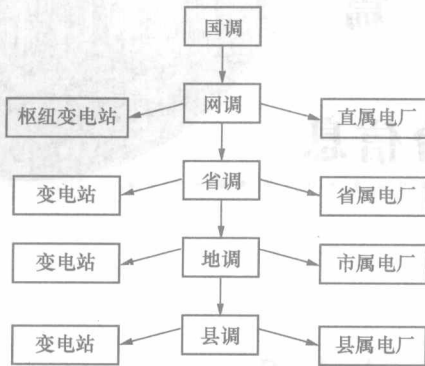 国调
枢纽变电站 网调 直属电厂
变电站 省调 省属电厂
变电站 地调 市属电厂
变电站 县调 县属电厂